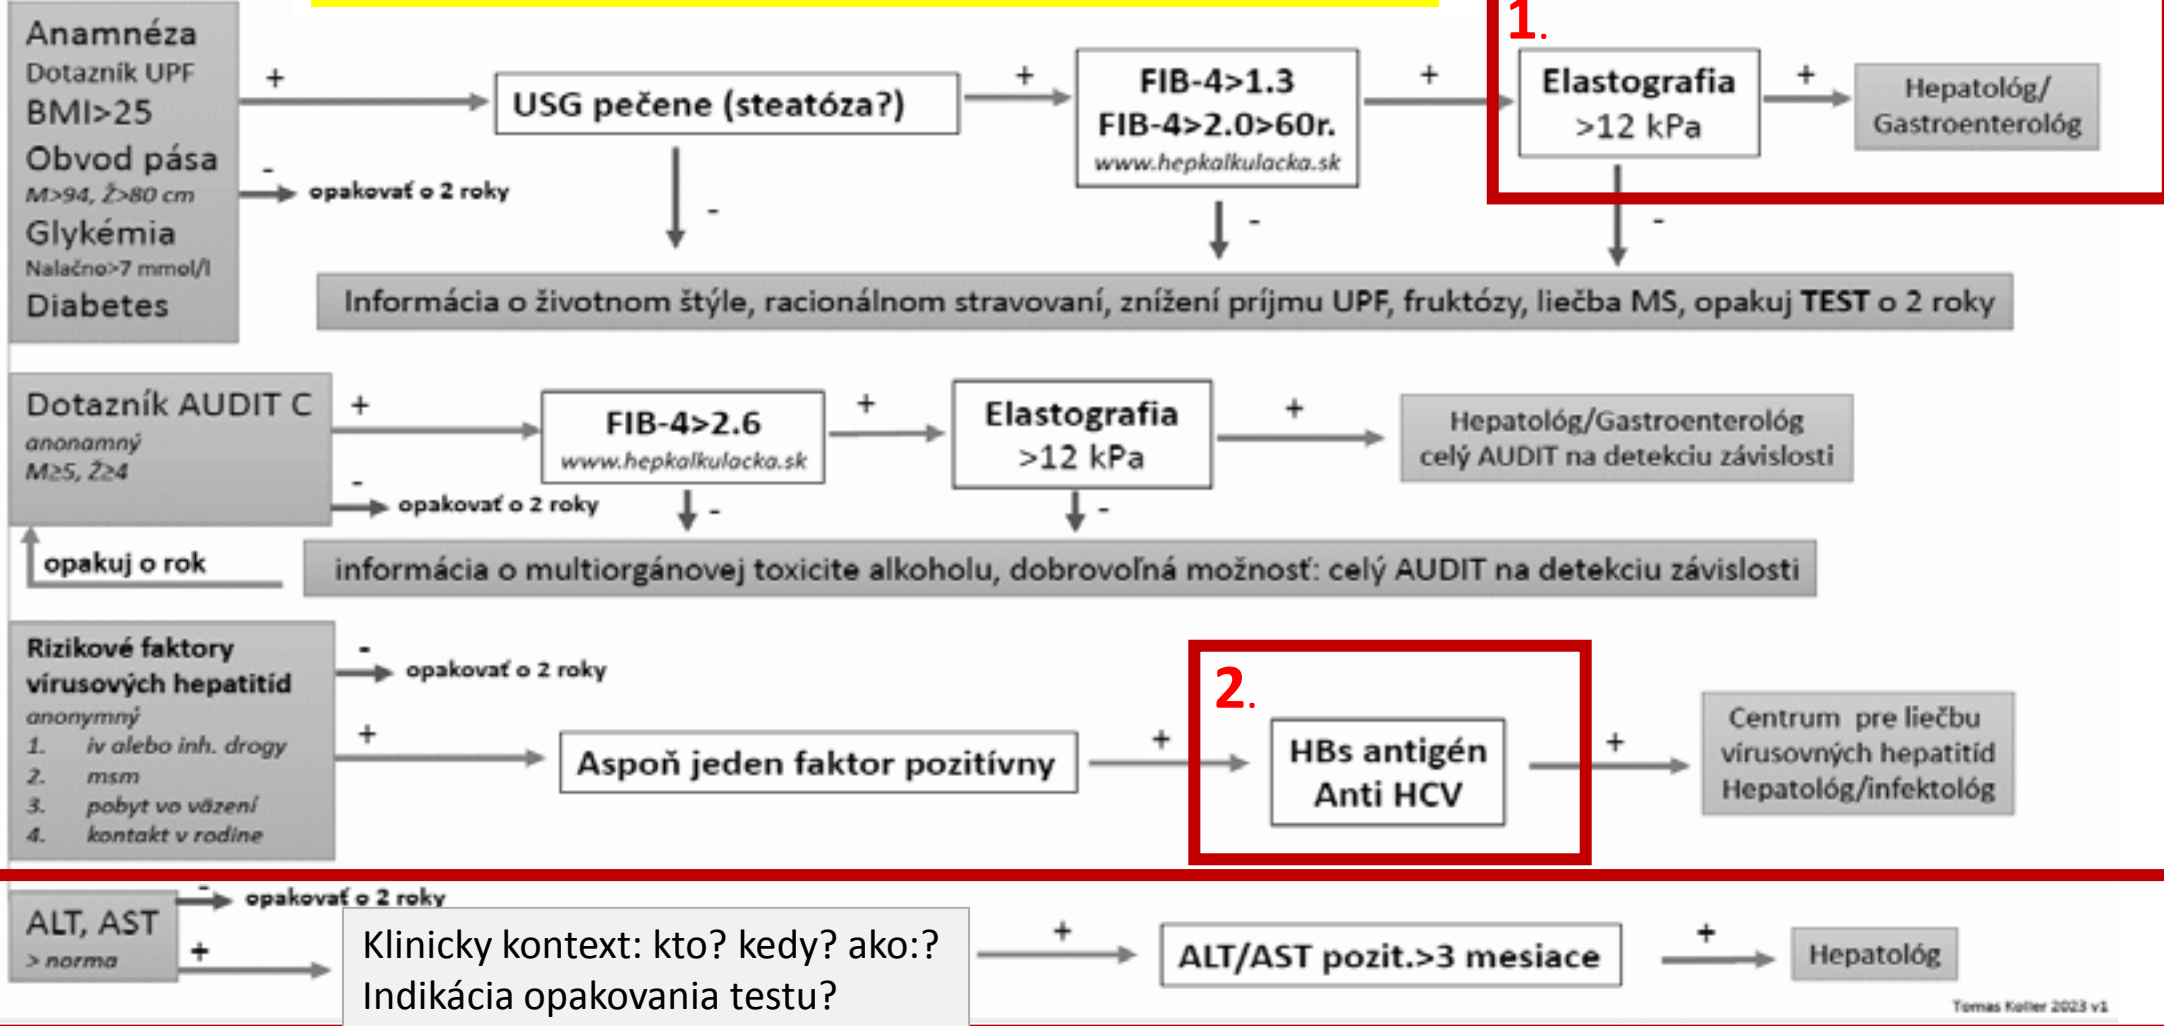 Anamnéza
Dotazník UPF
BMI>25
Obvod pása
M>94, Ž>80 cm
Glykémia
Nalačno>7 mmol/l
Diabetes
+
-
opakovať o 2 roky
USG pečene (steatóza?)
+
-
FIB-4>1.3
FIB-4>2.0>60r.
www.hepkalkulacka.sk
+
-
1.
Elastografia
>12 kPa
+
-
Hepatológ/
Gastroenterológ
Informácia o životnom štýle, racionálnom stravovaní, znížení príjmu UPF, fruktózy, liečba MS, opakuj TEST o 2 roky
Dotazník AUDIT C
anonamný
M≥5, Ž≥4
+
-
opakovať o 2 roky
FIB-4>2.6
www.hepkalkulacka.sk
+
-
Elastografia
>12 kPa
+
-
Hepatológ/Gastroenterológ
celý AUDIT na detekciu závislosti
opakuj o rok
informácia o multiorgánovej toxicite alkoholu, dobrovoľná možnosť: celý AUDIT na detekciu závislosti
Rizikové faktory
vírusových hepatitíd
anonymný
1. iv alebo inh. drogy
2. msm
3. pobyt vo väzení
4. kontakt v rodine
-
opakovať o 2 roky
+
Aspoň jeden faktor pozitívny
+
2.
HBs antigén
Anti HCV
+
Centrum pre liečbu
vírusovných hepatitíd
Hepatológ/infektológ
ALT, AST
> norma
-
opakovať o 2 roky
+
Klinicky kontext: kto? kedy? ako:?
Indikácia opakovania testu?
+
ALT/AST pozit.>3 mesiace
+
Hepatológ
Tomas Koller 2023 v1